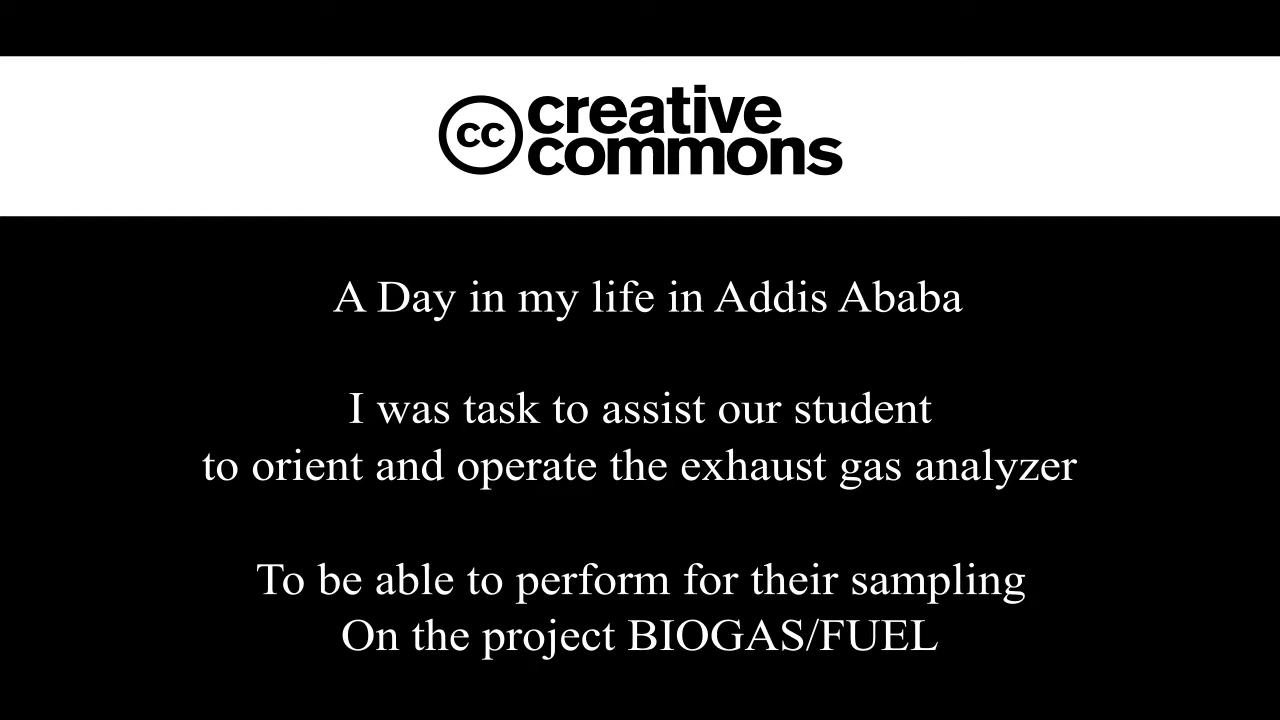 cc creative
commons
A Day in my life in Addis Ababa
I was task to assist our student
to orient and operate the exhaust gas analyzer
To be able to perform for their sampling
On the project BIOGAS/FUEL